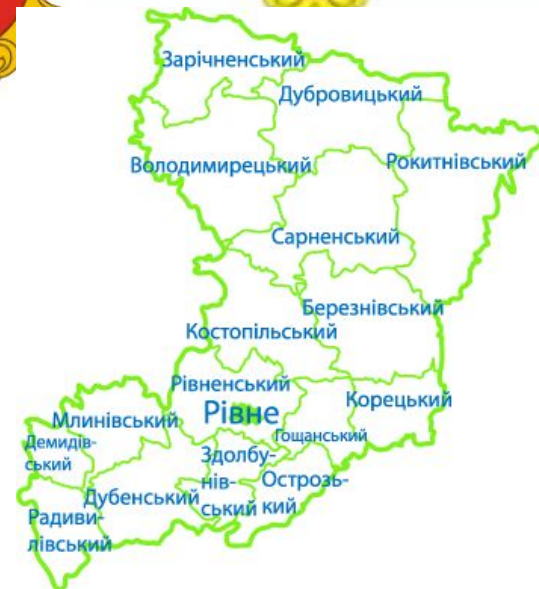 Зарічненський
Дубровицький
Володимирецький
Рокитнівський
Сарненський
Березнівський
Костопільський
Рівненський
Рівне
Корецький
Гощанський
Млинівський
Демидів-
ський
Здолбу-
нів-
ський
Острозь-
кий
Дубенський
Радиви-
лівський